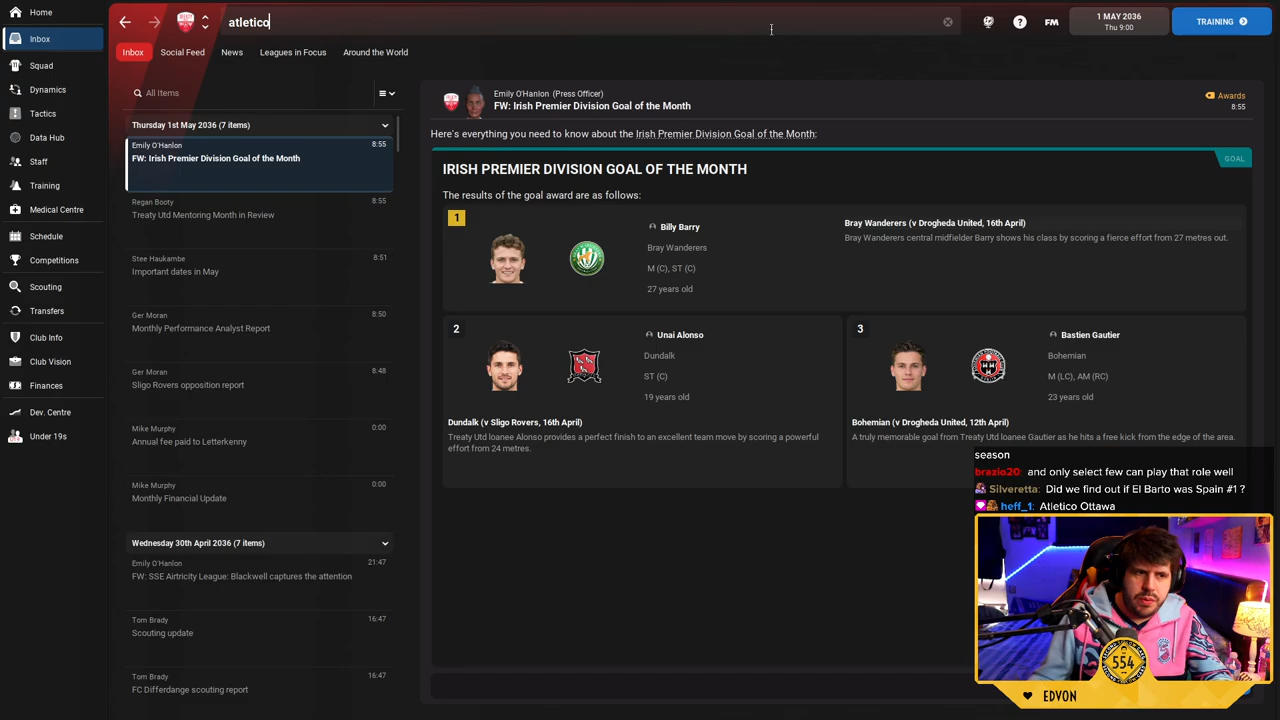 Home
Inbox
Squad
Dynamics
Tactics
Data Hub
Staff
Training
Medical Centre
Schedule
Competitions
Scouting
Transfers
Club Info
Club Vision
Finances
Dev. Centre
Under 19s
atletico
FM
1 MAY 2036
Thu 9:00
TRAINING
Inbox
Social Feed
News
Leagues in Focus
Around the World
All Items
Thursday 1st May 2036 (7 items)
Emily O'Hanlon 8:55
FW: Irish Premier Division Goal of the Month
Regan Booty 8:55
Treaty Utd Mentoring Month in Review
Stee Haukambe 8:51
Important dates in May
Ger Moran 8:50
Monthly Performance Analyst Report
Ger Moran 8:48
Sligo Rovers opposition report
Mike Murphy 0:00
Annual fee paid to Letterkenny
Mike Murphy 0:00
Monthly Financial Update
Wednesday 30th April 2036 (7 items)
Emily O'Hanlon 21:47
FW: SSE Airtricity League: Blackwell captures the attention
Tom Brady 16:47
Scouting update
Tom Brady 16:47
FC Differdange scouting report
Emily O'Hanlon (Press Officer)
FW: Irish Premier Division Goal of the Month
Awards
8:55
Here's everything you need to know about the Irish Premier Division Goal of the Month:
GOAL
IRISH PREMIER DIVISION GOAL OF THE MONTH
The results of the goal award are as follows:
1
Billy Barry
Bray Wanderers
M (C), ST (C)
27 years old
Bray Wanderers (v Drogheda United, 16th April)
Bray Wanderers central midfielder Barry shows his class by scoring a fierce effort from 27 metres out.
2
Unai Alonso
Dundalk
ST (C)
19 years old
Dundalk (v Sligo Rovers, 16th April)
Treaty Utd loanee Alonso provides a perfect finish to an excellent team move by scoring a powerful
effort from 24 metres.
3
Bastien Gautier
Bohemian
M (LC), AM (RC)
23 years old
Bohemian (v Drogheda United, 12th April)
A truly memorable goal from Treaty Utd loanee Gautier as he hits a free kick from the edge of the area.
season
brazio20: and only select few can play that role well
Silveretta: Did we find out if El Barto was Spain #1 ?
heff_1: Atletico Ottawa
554
EDVON